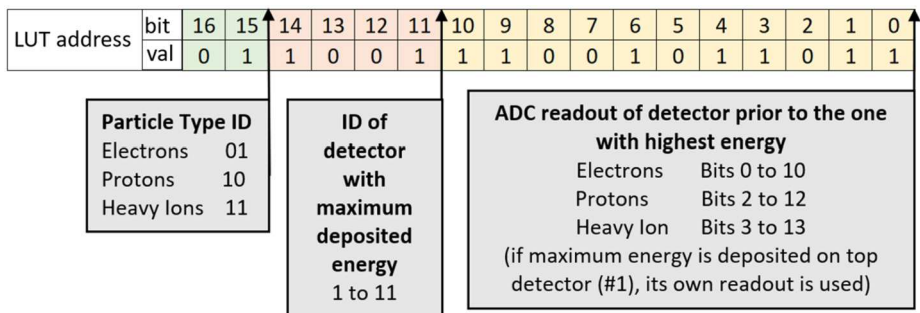 LUT address bit 16 15 14 13 12 11 10 9 8 7 6 5 4 3 2 1 0
val 0 1 1 0 0 1 1 1 0 0 1 0 1 1 0 1 1
Particle Type ID
Electrons 01
Protons 10
Heavy Ions 11
ID of
detector
with
maximum
deposited
energy
1 to 11
ADC readout of detector prior to the one
with highest energy
Electrons Bits 0 to 10
Protons Bits 2 to 12
Heavy Ion Bits 3 to 13
(if maximum energy is deposited on top
detector (#1), its own readout is used)